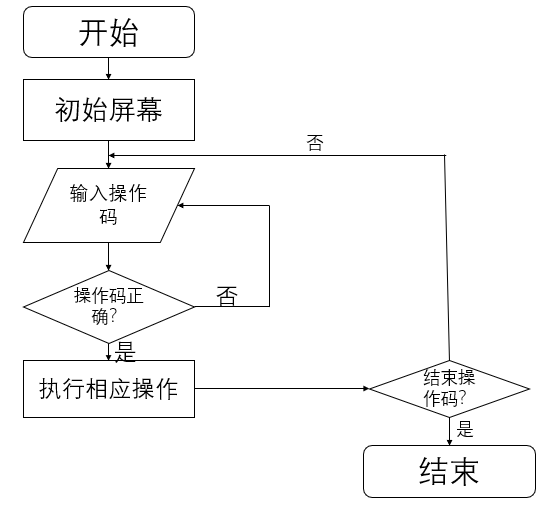 开始
初始屏幕
否
输入操作
码
操作码正
确?
否
是
执行相应操作
结束操
作码?
是
结束